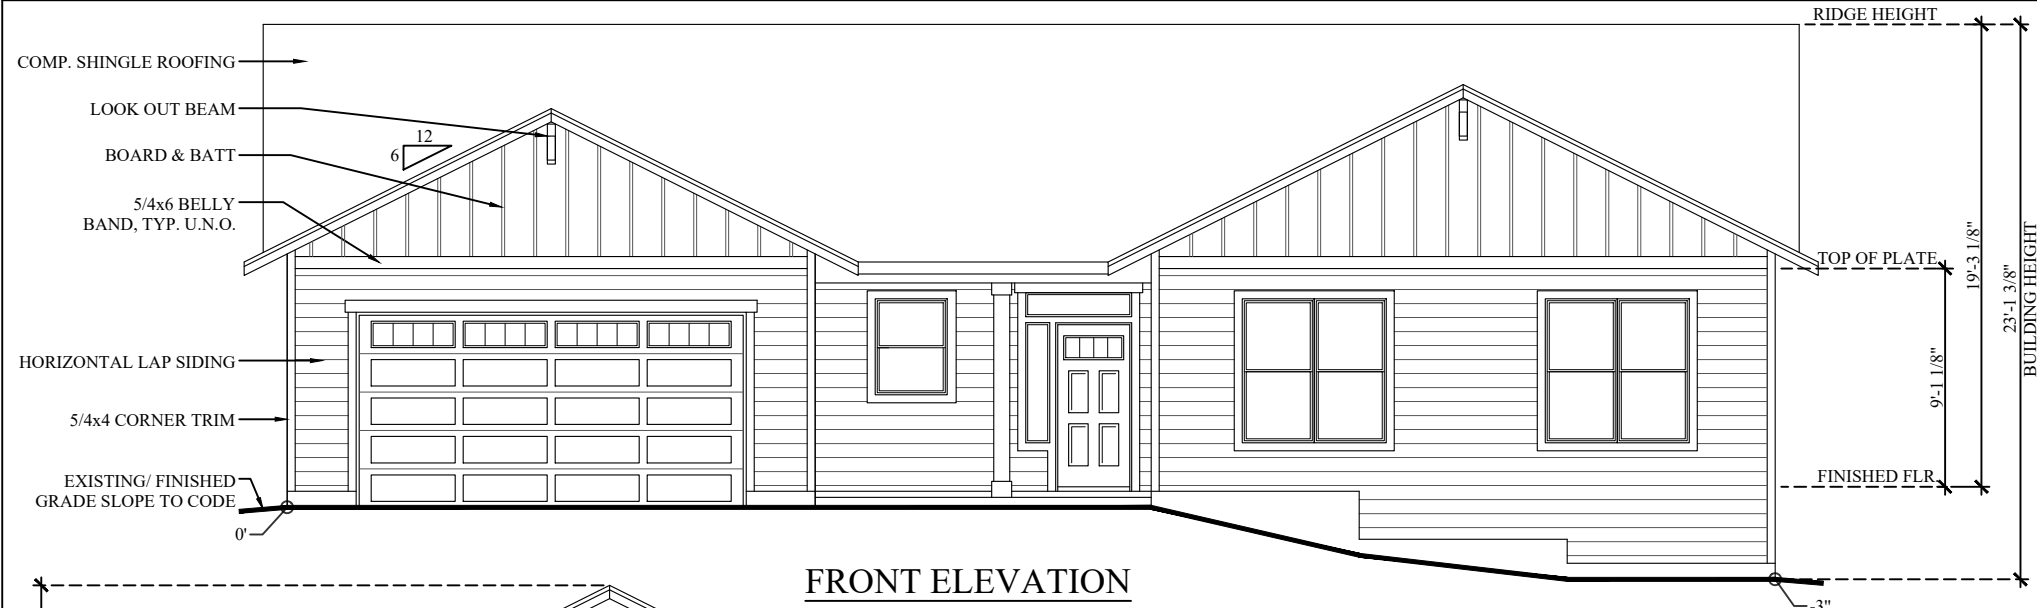 RIDGE HEIGHT
COMP. SHINGLE ROOFING
LOOK OUT BEAM
12
6
BOARD & BATT
5/4x6 BELLY
BAND, TYP. U.N.O.
TOP OF PLATE
19'-3 1/8"
23'-1 3/8"
BUILDING HEIGHT
9'-1 1/8"
HORIZONTAL LAP SIDING
5/4x4 CORNER TRIM
EXISTING/ FINISHED
GRADE SLOPE TO CODE
FINISHED FLR.
0'
FRONT ELEVATION
-3"